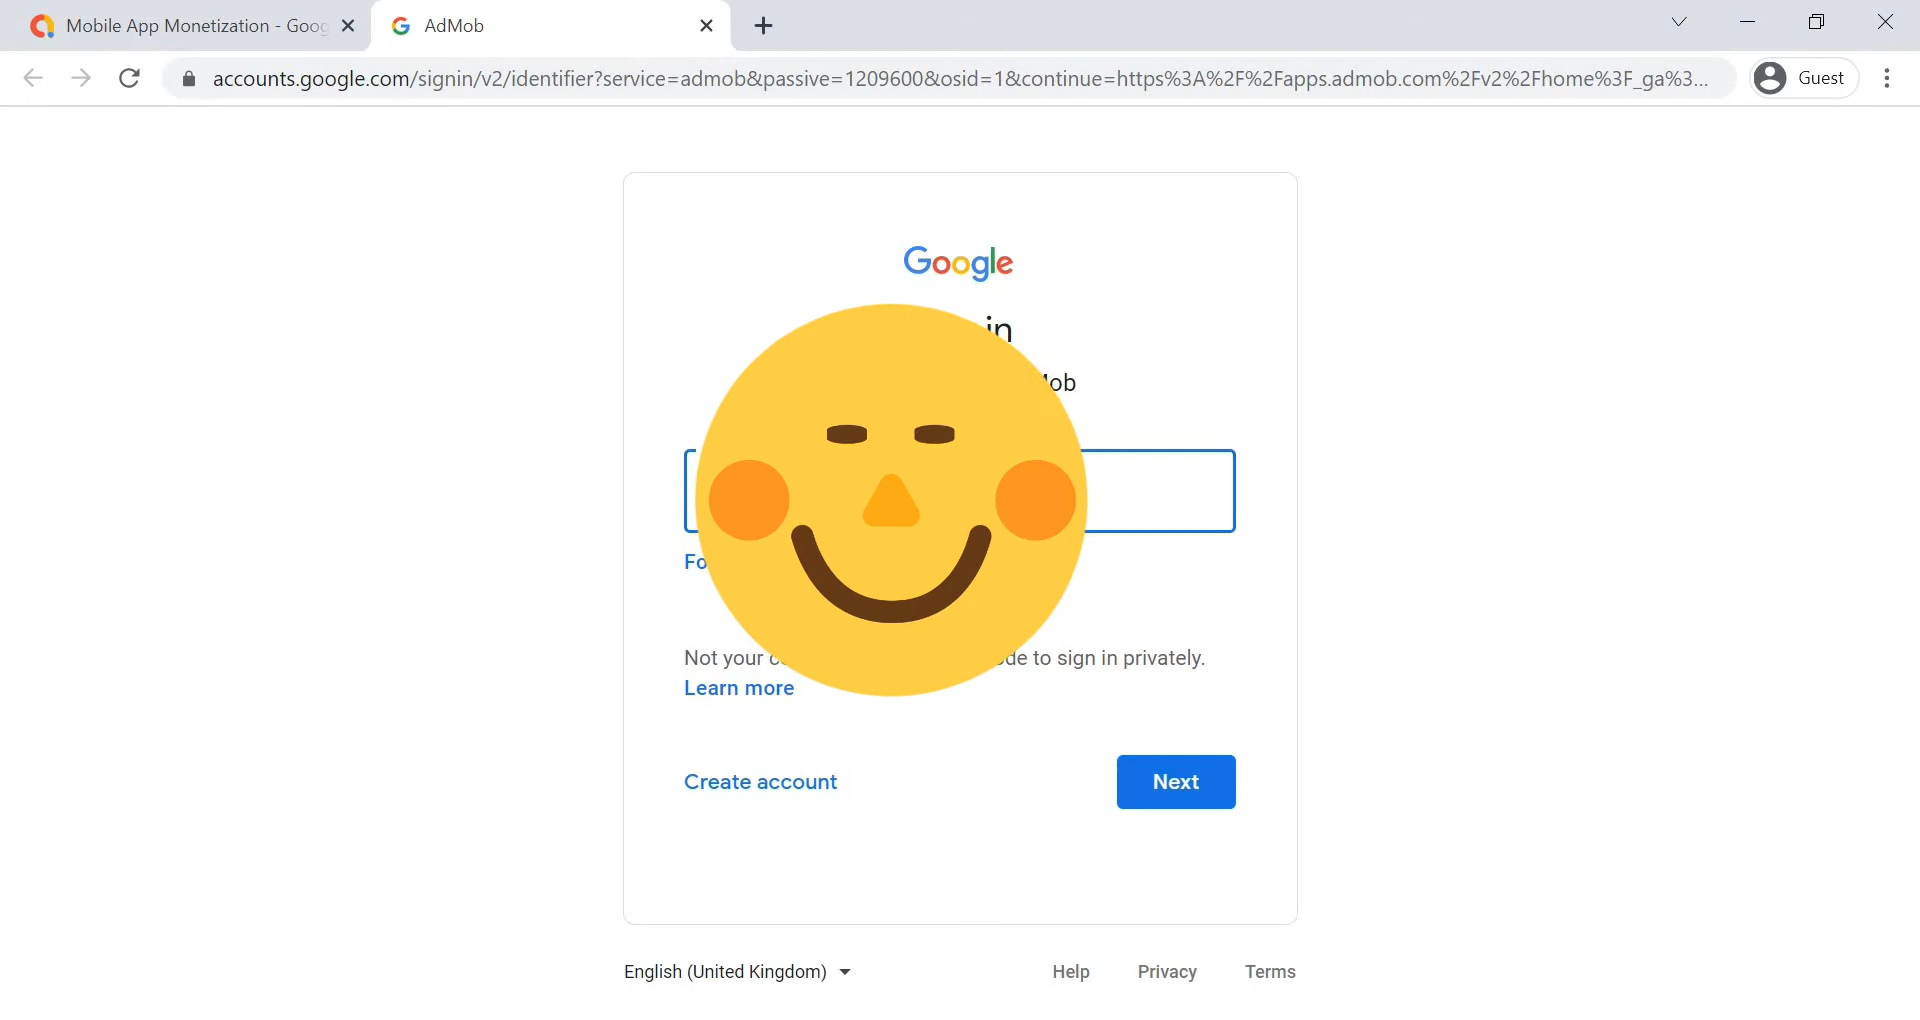 Mobile App Monetization - Goog
AdMob
accounts.google.com/signin/v2/identifier?service=admob&passive=1209600&osid=1&continue=https%3A%2F%2Fapps.admob.com%2Fv2%2Fhome%3F_ga%3...
Guest
Google
in
ob
Fo
Not your de to sign in privately.
Learn more
Create account
Next
English (United Kingdom)
Help
Privacy
Terms